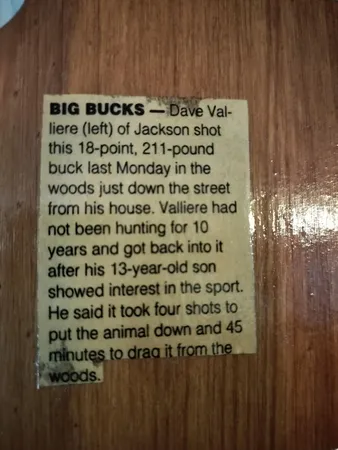 BIG BUCKS — Dave Val-
liere (left) of Jackson shot
this 18-point, 211-pound
buck last Monday in the
woods just down the street
from his house. Valliere had
not been hunting for 10
years and got back into it
after his 13-year-old son
showed interest in the sport.
He said it took four shots to
put the animal down and 45
minutes to drag it from the
woods.